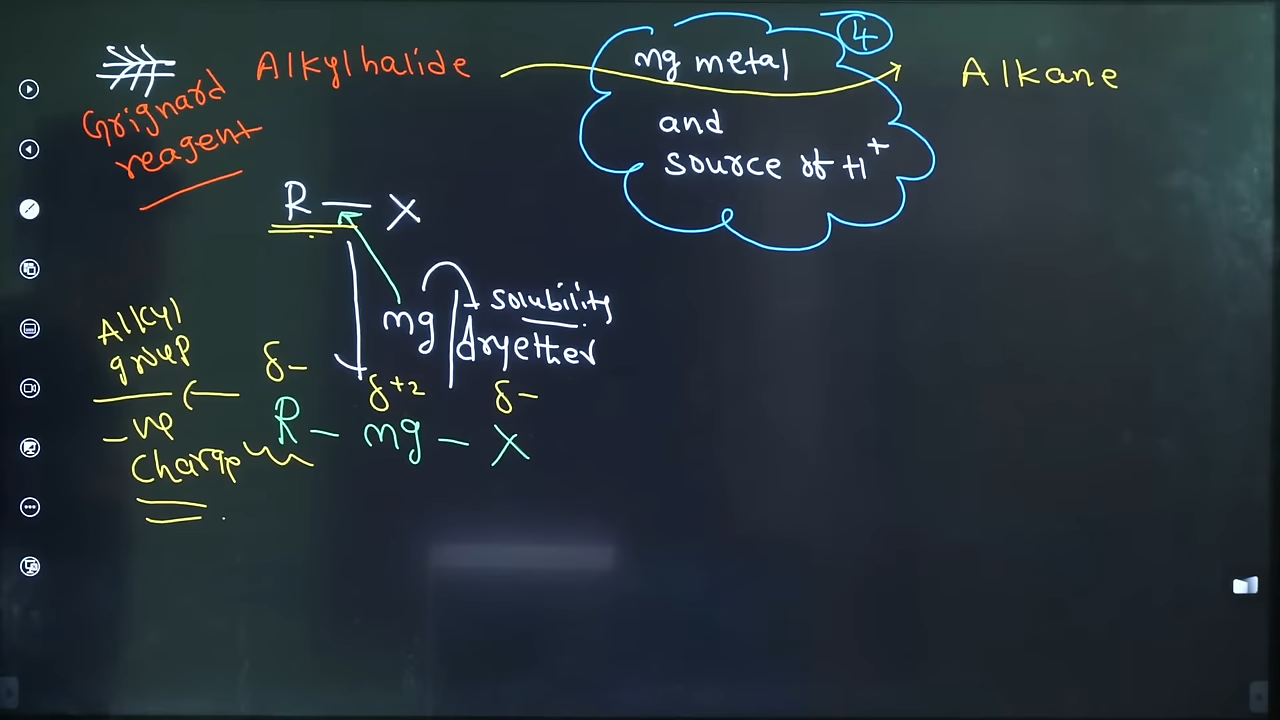 4
Alkylhalide
mg metal
Alkane
Grignard
reagent
and
source of H+
R — X
mg
solubility
dryether
Alkyl
group
δ-
δ+2
δ-
-ve
R - mg - X
Charge